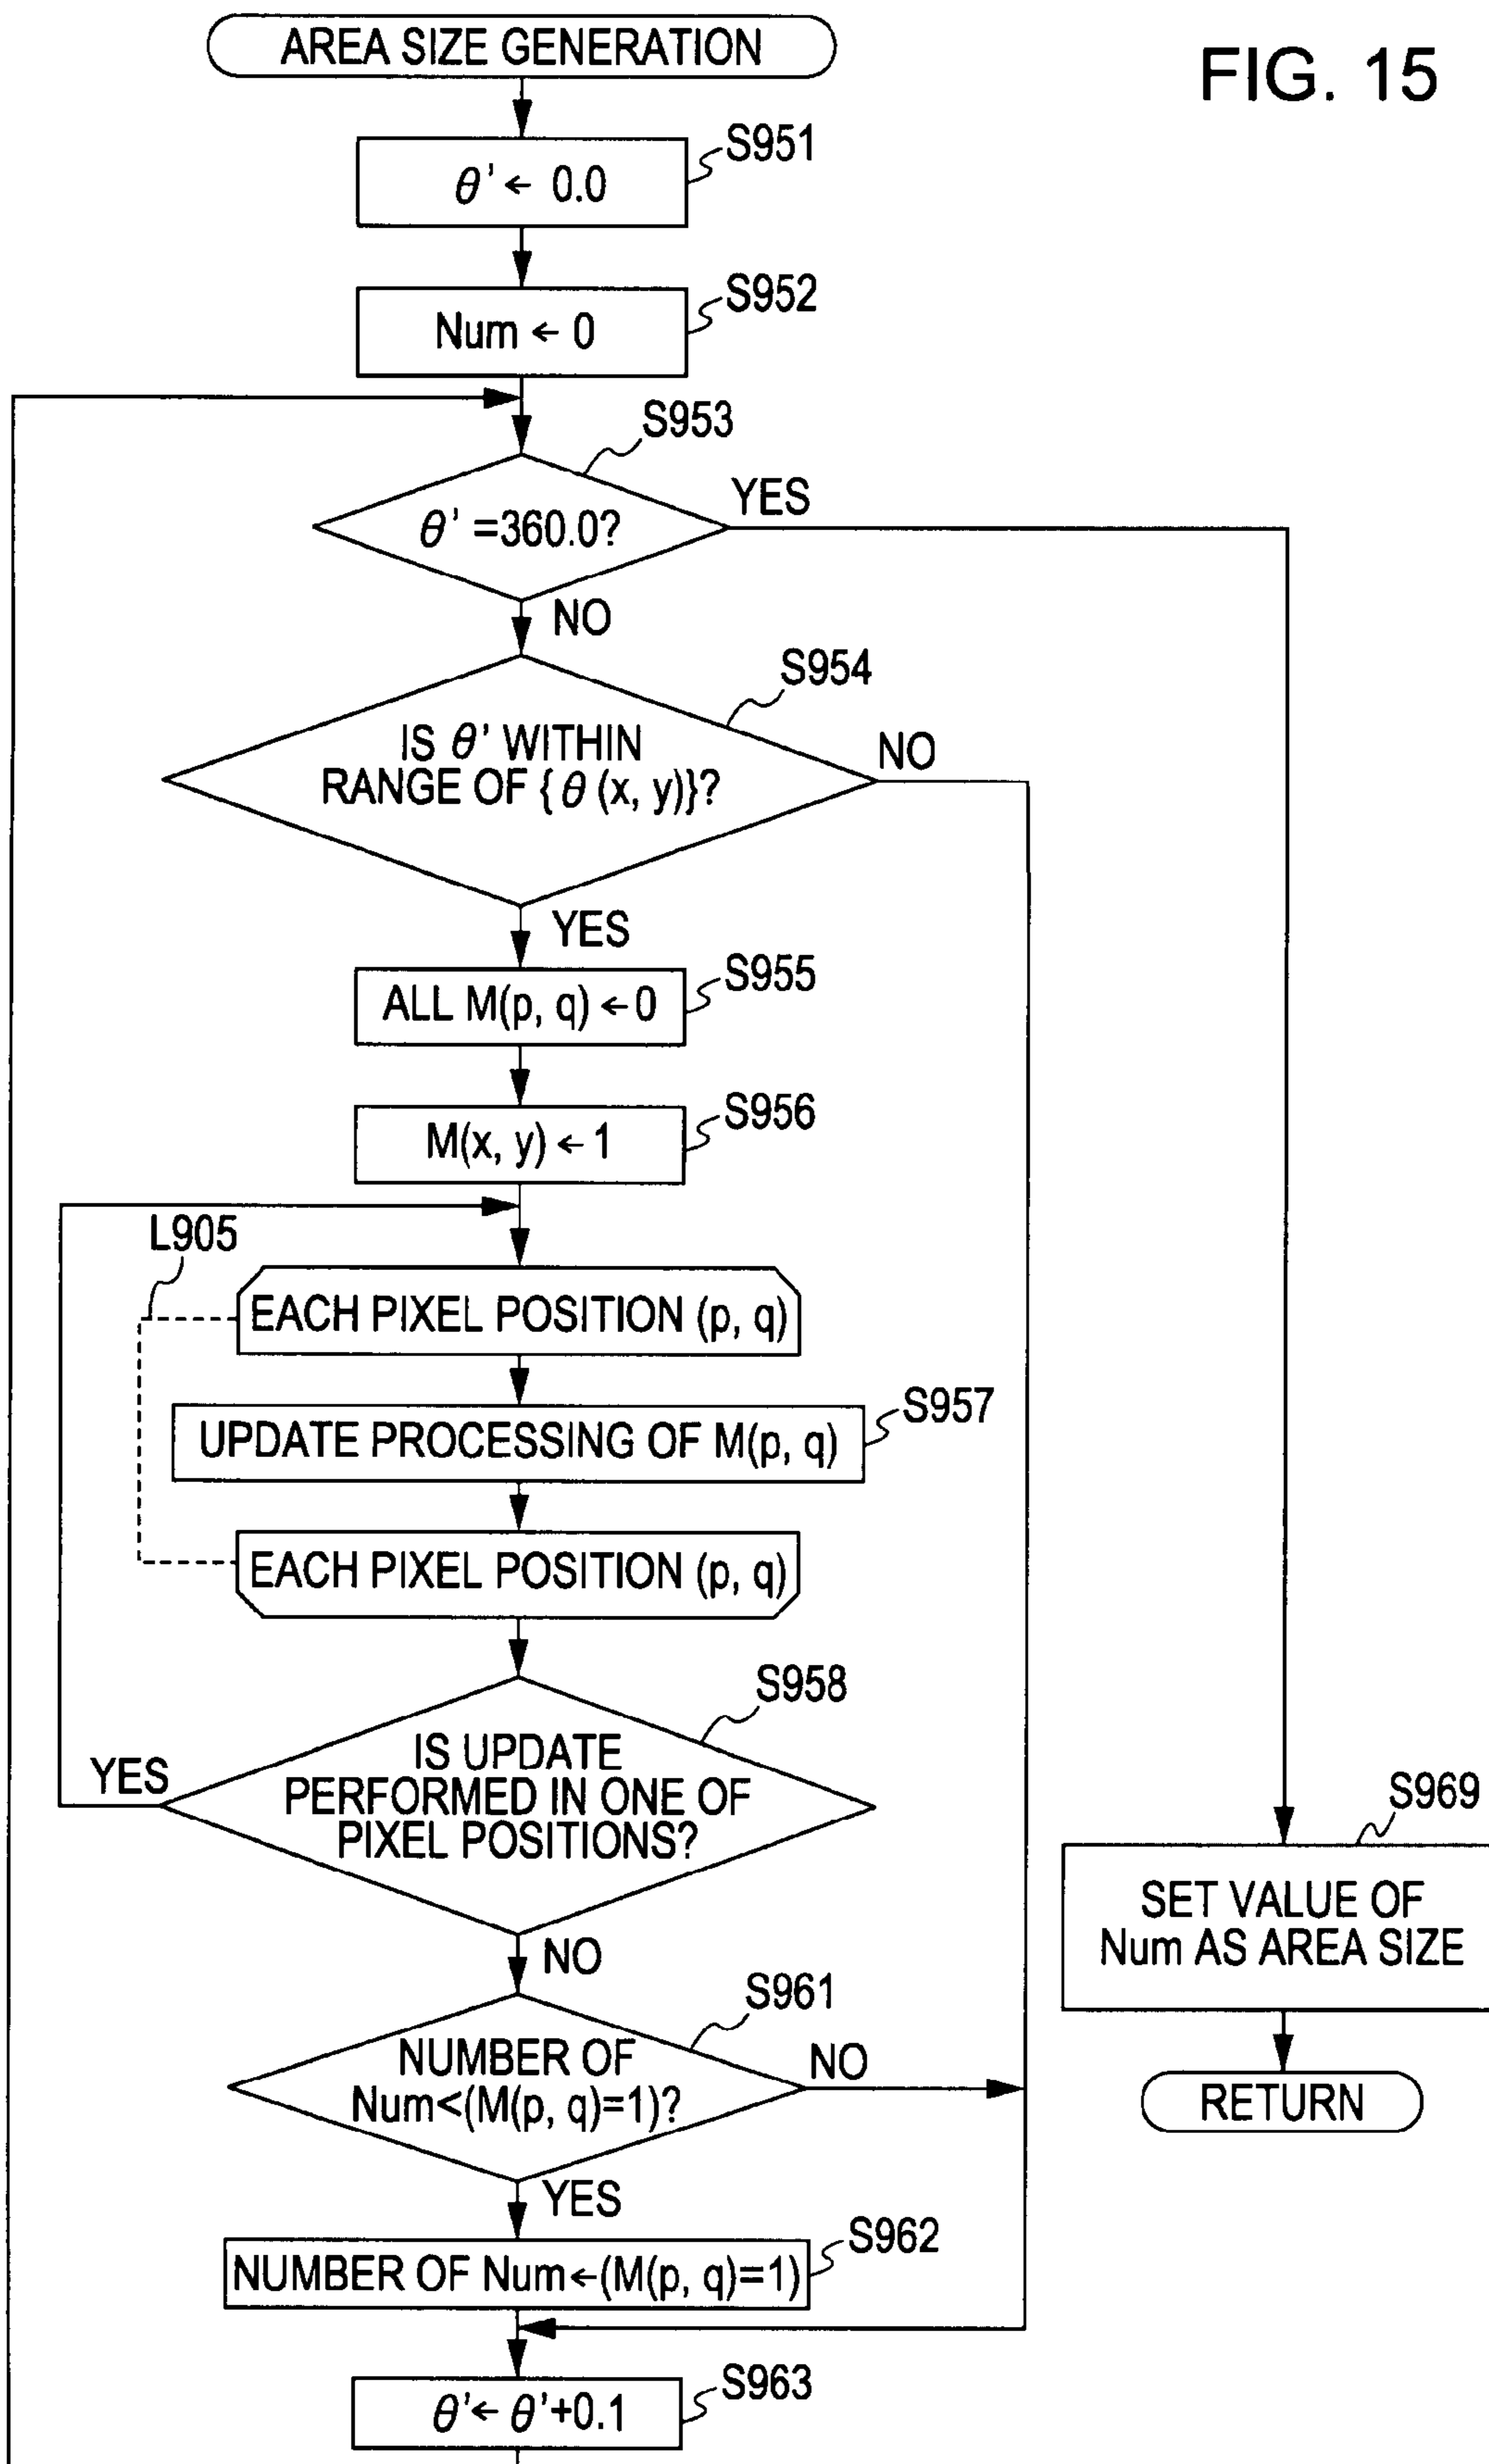 AREA SIZE GENERATION
FIG. 15
S951
θ' ← 0.0
S952
Num ← 0
S953
θ' =360.0?
YES
NO
S954
IS θ' WITHIN
RANGE OF {θ (x, y)}?
NO
YES
S955
ALL M(p, q) ←0
S956
M(x, y) ← 1
L905
EACH PIXEL POSITION (p, q)
S957
UPDATE PROCESSING OF M(p, q)
EACH PIXEL POSITION (p, q)
S958
IS UPDATE
PERFORMED IN ONE OF
PIXEL POSITIONS?
YES
NO
S969
SET VALUE OF
Num AS AREA SIZE
RETURN
S961
NUMBER OF
Num<(M(p, q)=1)?
NO
YES
S962
NUMBER OF Num←(M(p, q)=1)
S963
θ'← θ'+0.1